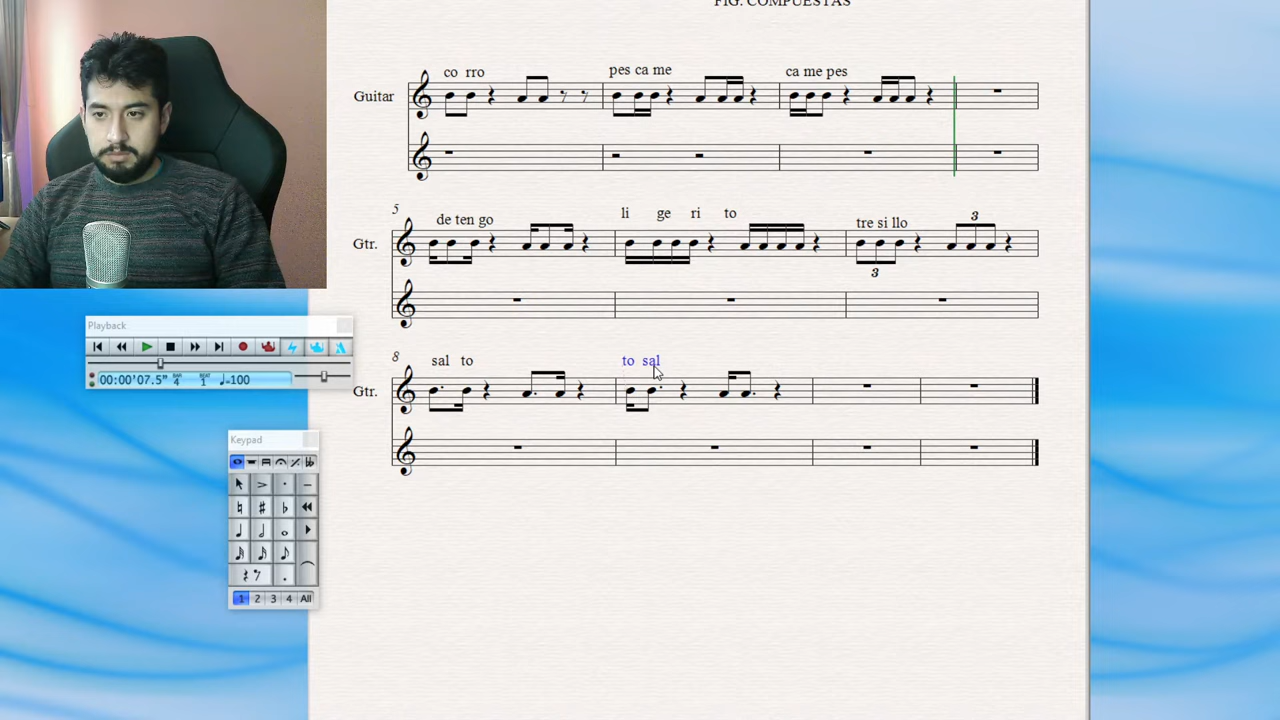 FIG. COMPUESTAS
co rro pes ca me ca me pes
Guitar
5
de ten go li ge ri to tre si llo 3
Gtr.
3
8
sal to to sal
Gtr.
Playback
00:00'07.5" BAR 4 BEAT 1 =100
Keypad
1 2 3 4 All